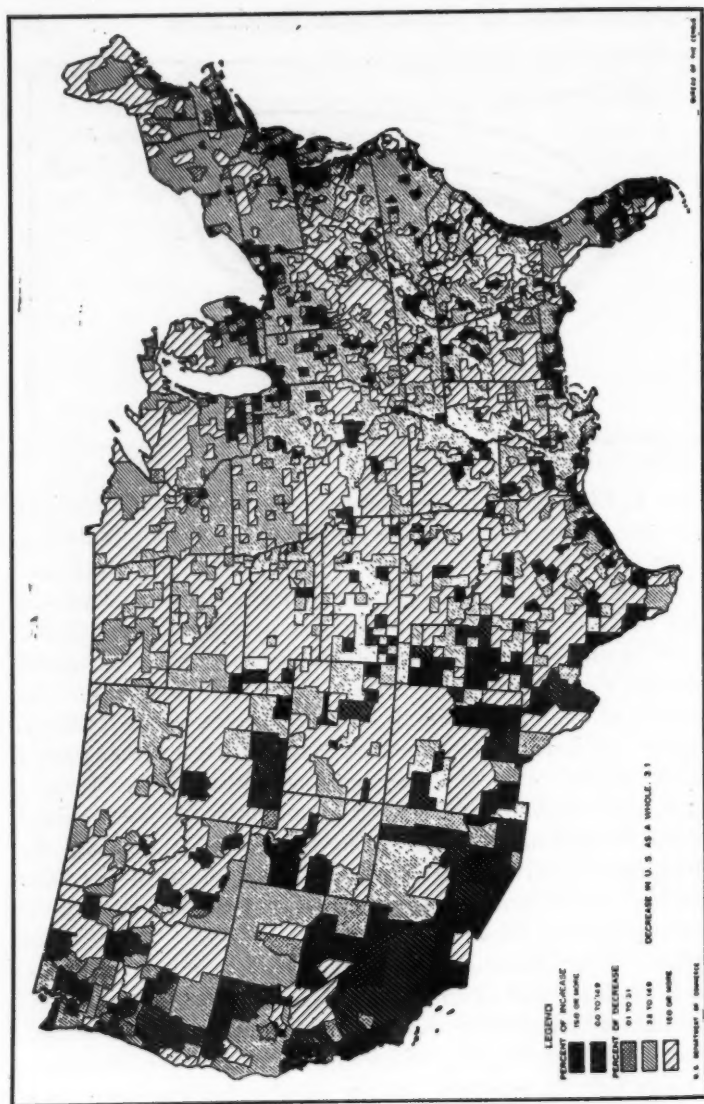 LEGEND
PERCENT OF INCREASE
15.0 OR MORE
0.0 TO 14.9
PERCENT OF DECREASE
0.1 TO 3.1
3.2 TO 14.9
15.0 OR MORE
DECREASE IN U. S. AS A WHOLE, 3.1
U. S. DEPARTMENT OF COMMERCE
BUREAU OF THE CENSUS